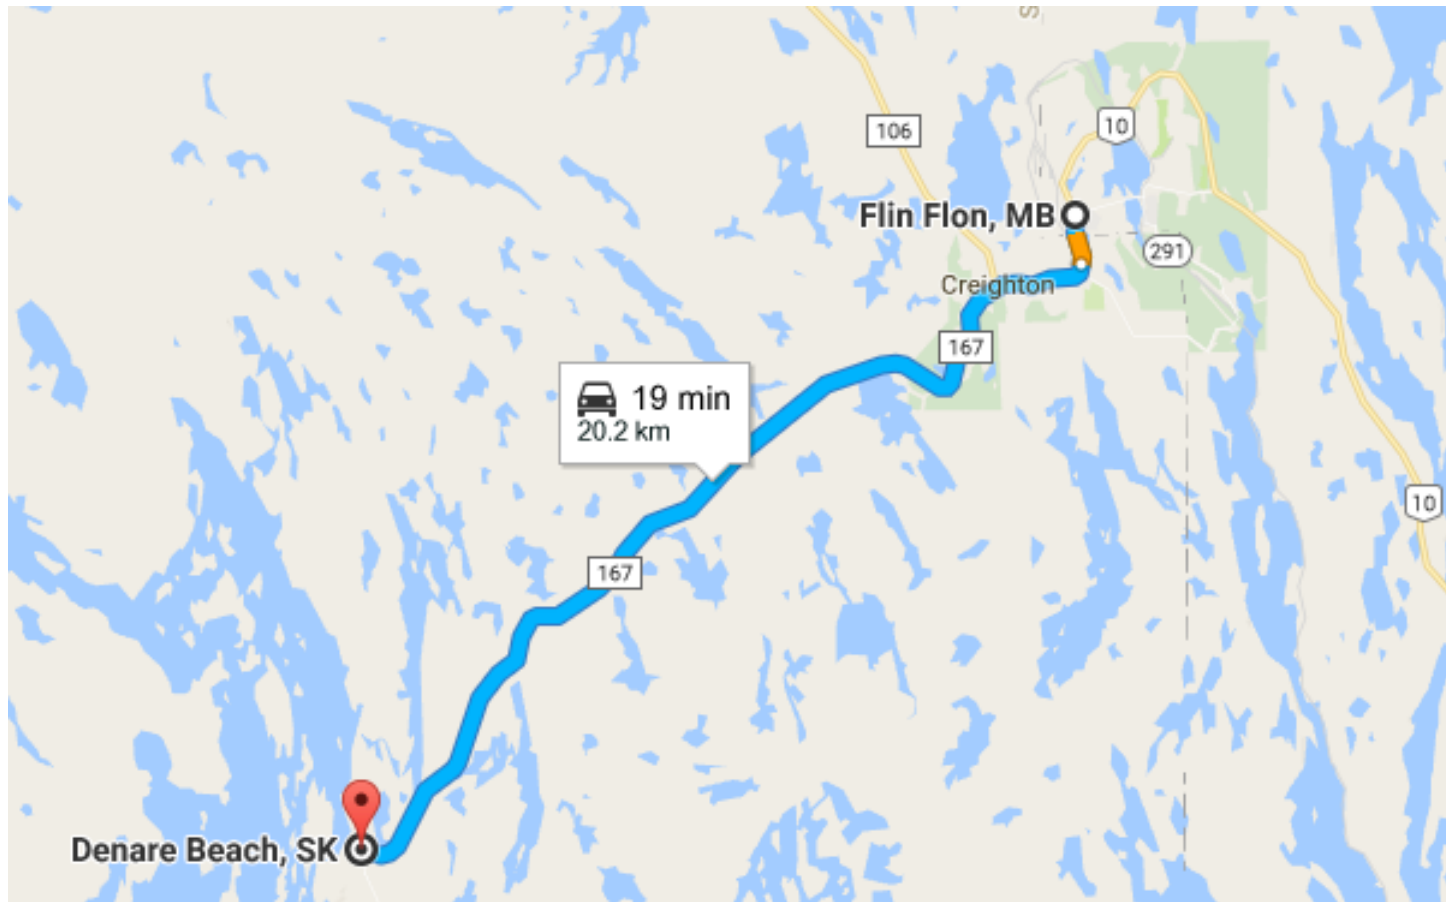 106
10
Flin Flon, MB
291
Creighton
167
19 min
20.2 km
10
167
Denare Beach, SK